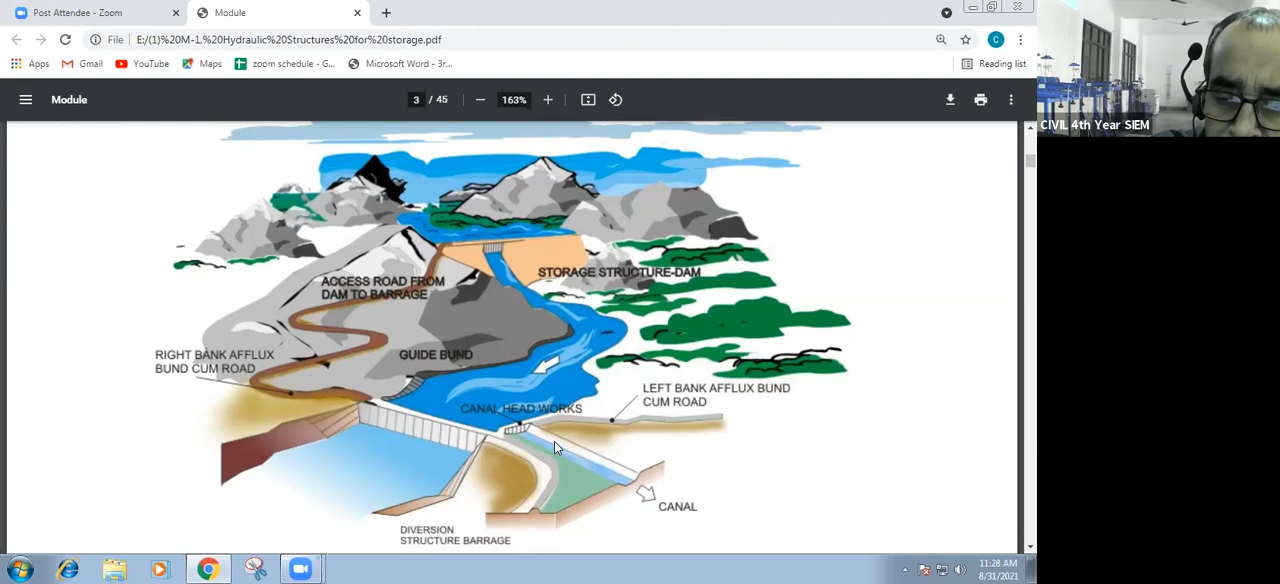 Post Attendee - Zoom
Module
File
E:/(1)%20M-1,%20Hydraulic%20Structures%20for%20storage.pdf
C
Apps
Gmail
YouTube
Maps
zoom schedule - G...
Microsoft Word - 3r...
Reading list
Module
3 / 45
163%
CIVIL 4th Year SIEM
STORAGE STRUCTURE-DAM
ACCESS ROAD FROM
DAM TO BARRAGE
RIGHT BANK AFFLUX
BUND CUM ROAD
GUIDE BUND
LEFT BANK AFFLUX BUND
CUM ROAD
CANAL HEAD WORKS
CANAL
DIVERSION
STRUCTURE BARRAGE
11:28 AM
8/31/2021